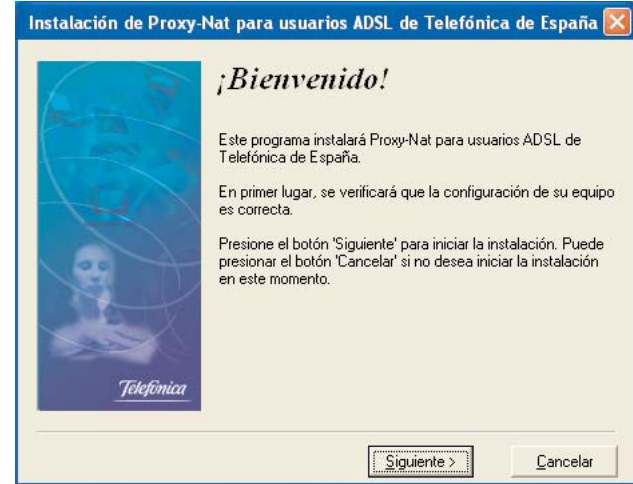 Instalación de Proxy-Nat para usuarios ADSL de Telefónica de España
¡Bienvenido!
Este programa instalará Proxy-Nat para usuarios ADSL de
Telefónica de España.
En primer lugar, se verificará que la configuración de su equipo
es correcta.
Presione el botón 'Siguiente' para iniciar la instalación. Puede
presionar el botón 'Cancelar' si no desea iniciar la instalación
en este momento.
Telefónica
Siguiente >
Cancelar